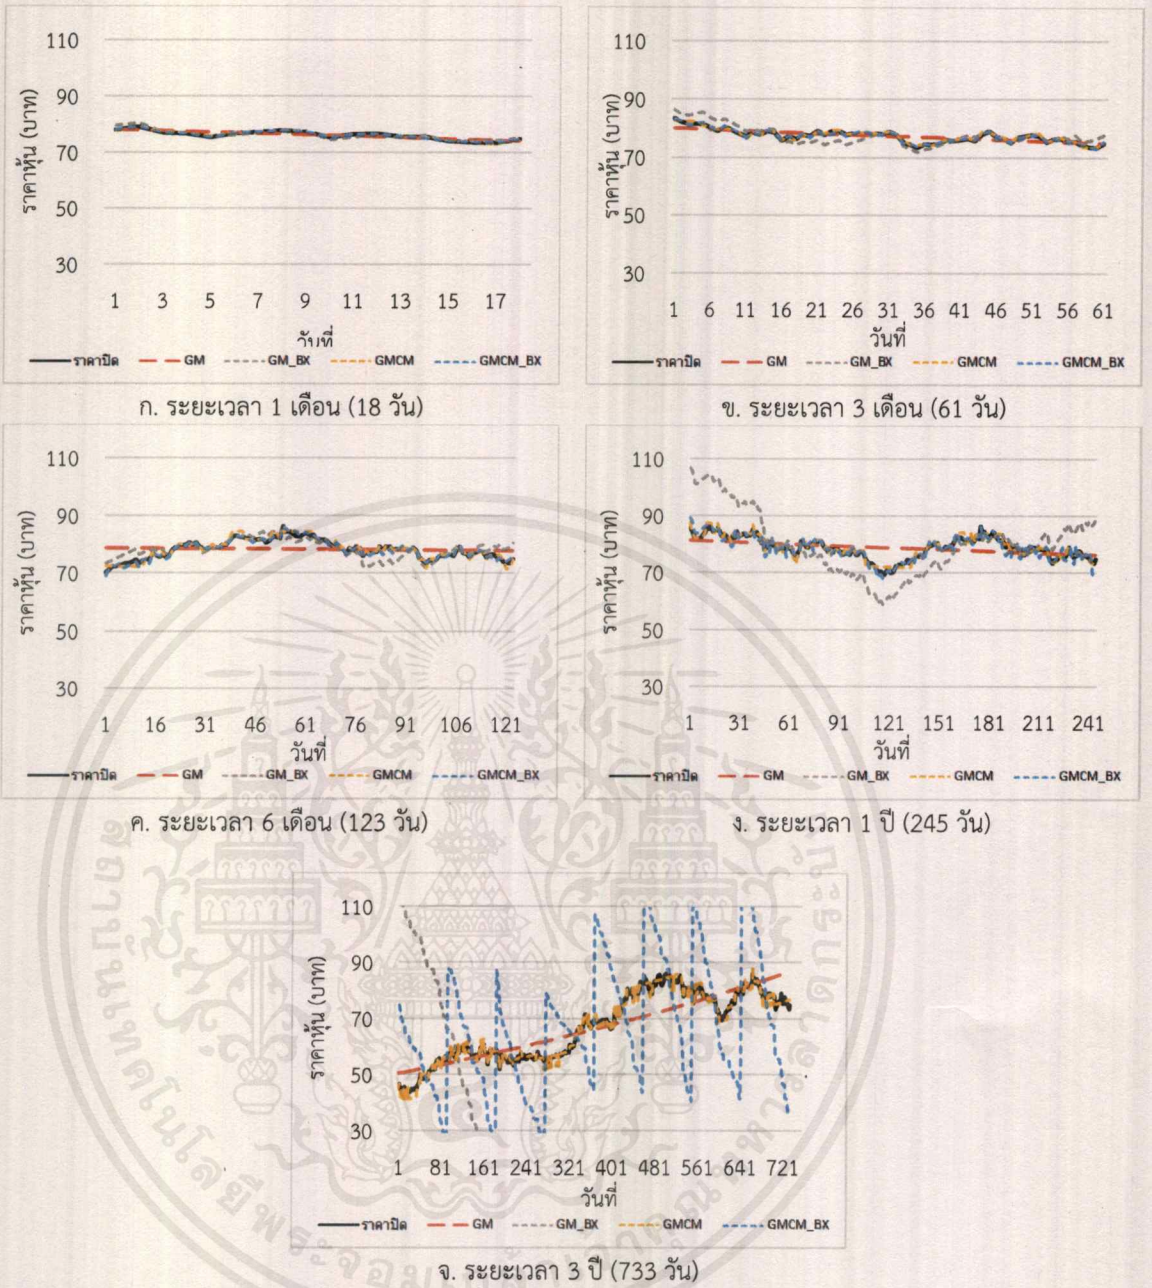 110
90
70
50
30
ราคาหุ้น (บาท)
1 3 5 7 9 11 13 15 17
วันที่
ราคาปิด GM GM_BX GMCM GMCM_BX
ก. ระยะเวลา 1 เดือน (18 วัน)
110
90
70
50
30
ราคาหุ้น (บาท)
1 6 11 16 21 26 31 36 41 46 51 56 61
วันที่
ราคาปิด GM GM_BX GMCM GMCM_BX
ข. ระยะเวลา 3 เดือน (61 วัน)
110
90
70
50
30
ราคาหุ้น (บาท)
1 16 31 46 61 76 91 106 121
วันที่
ราคาปิด GM GM_BX GMCM GMCM_BX
ค. ระยะเวลา 6 เดือน (123 วัน)
110
90
70
50
30
ราคาหุ้น (บาท)
1 31 61 91 121 151 181 211 241
วันที่
ราคาปิด GM GM_BX GMCM GMCM_BX
ง. ระยะเวลา 1 ปี (245 วัน)
110
90
70
50
30
ราคาหุ้น (บาท)
1 81 161 241 321 401 481 561 641 721
วันที่
ราคาปิด GM GM_BX GMCM GMCM_BX
จ. ระยะเวลา 3 ปี (733 วัน)